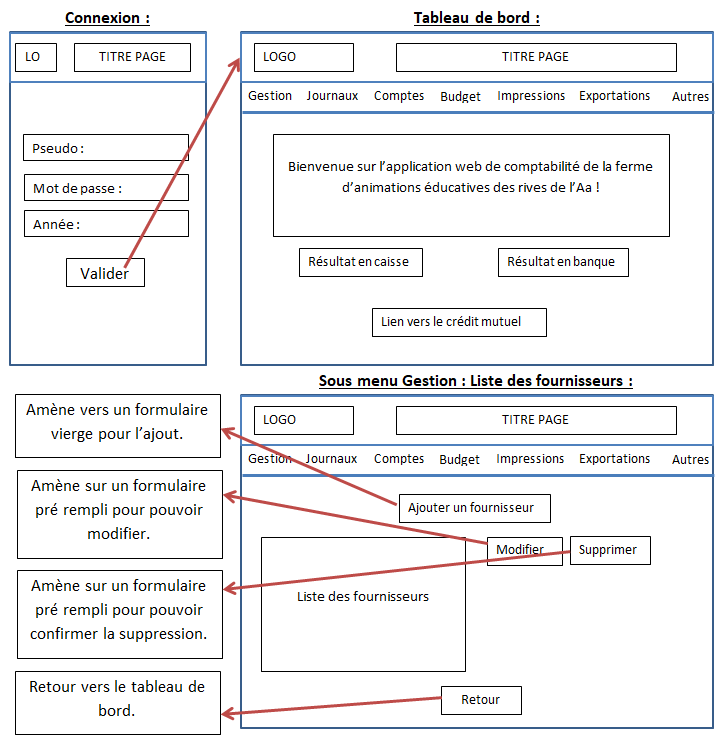 Connexion :
LO
TITRE PAGE
Pseudo :
Mot de passe :
Année :
Valider
Tableau de bord :
LOGO
TITRE PAGE
Gestion Journaux Comptes Budget Impressions Exportations Autres
Bienvenue sur l'application web de comptabilité de la ferme
d'animations éducatives des rives de l'Aa !
Résultat en caisse
Résultat en banque
Lien vers le crédit mutuel
Sous menu Gestion : Liste des fournisseurs :
LOGO
TITRE PAGE
Gestion Journaux Comptes Budget Impressions Exportations Autres
Ajouter un fournisseur
Modifier
Supprimer
Liste des fournisseurs
Retour
Amène vers un formulaire
vierge pour l'ajout.
Amène sur un formulaire
pré rempli pour pouvoir
modifier.
Amène sur un formulaire
pré rempli pour pouvoir
confirmer la suppression.
Retour vers le tableau de
bord.